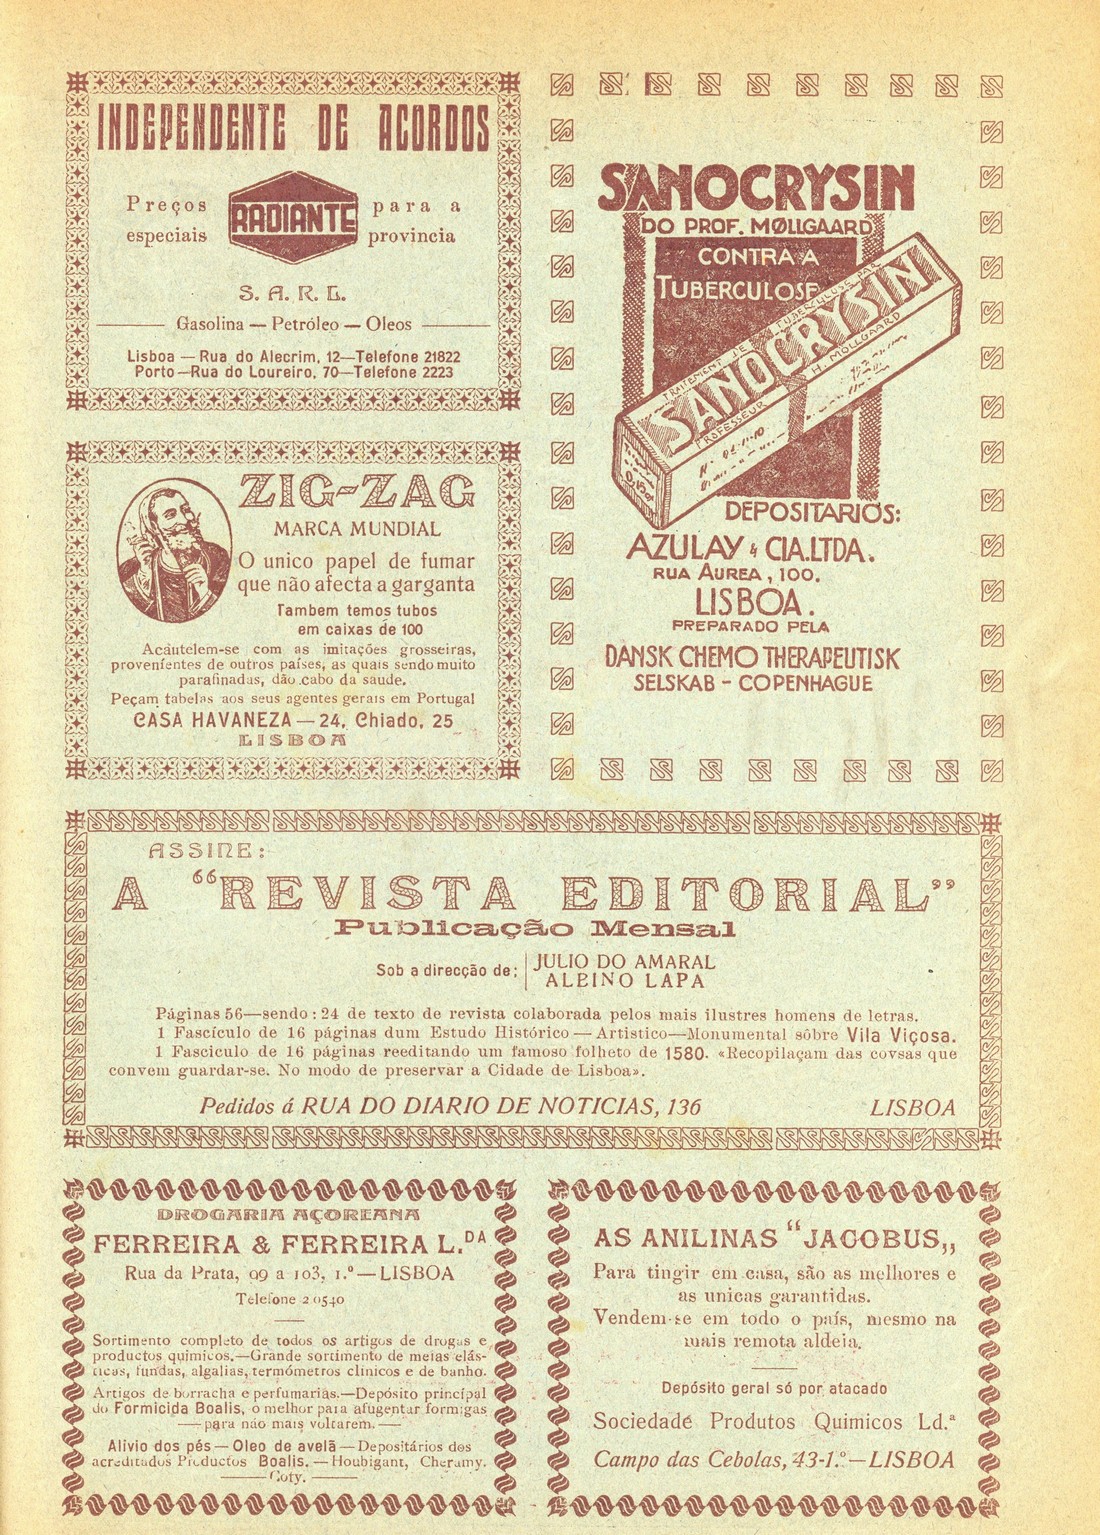 INDEPENDENTE DE ACORDOS
Preços especiais
RADIANTE
para a provincia
S. A. R. L.
Gasolina — Petróleo — Oleos
Lisboa — Rua do Alecrim, 12—Telefone 21822
Porto—Rua do Loureiro, 70—Telefone 2223
ZIG-ZAG
MARCA MUNDIAL
O unico papel de fumar
que não afecta a garganta
Tambem temos tubos
em caixas de 100
Acautelem-se com as imitações grosseiras,
provenientes de outros países, as quais sendo muito
parafinadas, dão cabo da saude.
Peçam tabelas aos seus agentes gerais em Portugal
CASA HAVANEZA — 24, Chiado, 25
LISBOA
SANOCRYSIN
DO PROF. MØLLGAARD
CONTRA A
TUBERCULOSE
TRAITEMENT DE TUBERCULOSE PAR
SANOCRYSIN
PROFESSEUR H. MØLLGAARD
DEPOSITARIOS:
AZULAY & CIA. LTDA.
RUA AUREA, 100.
LISBOA.
PREPARADO PELA
DANSK CHEMO THERAPEUTISK
SELSKAB - COPENHAGUE
ASSINE:
A “REVISTA EDITORIAL”
Publicação Mensal
Sob a direcção de: JULIO DO AMARAL
ALBINO LAPA
Páginas 56—sendo: 24 de texto de revista colaborada pelos mais ilustres homens de letras.
1 Fascículo de 16 páginas dum Estudo Histórico — Artistico—Monumental sôbre Vila Viçosa.
1 Fasciculo de 16 páginas reeditando um famoso folheto de 1580. «Recopilaçam das covsas que
convem guardar-se. No modo de preservar a Cidade de Lisboa».
Pedidos á RUA DO DIARIO DE NOTICIAS, 136 LISBOA
DROGARIA AÇOREANA
FERREIRA & FERREIRA L.DA
Rua da Prata, 99 a 103, 1.º — LISBOA
Telefone 20540
Sortimento completo de todos os artigos de drogas e
productos quimicos.—Grande sortimento de meias elás-
ticas, fundas, algalias, termómetros clinicos e de banho.
Artigos de borracha e perfumarias.—Depósito principal
do Formicida Boalis, o melhor para afugentar formigas
— para não mais voltarem. —
Alivio dos pés — Oleo de avelã — Depositários dos
acreditados Productos Boalis. — Houbigant, Cheramy.
Coty.
AS ANILINAS “JACOBUS„
Para tingir em casa, são as melhores e
as unicas garantidas.
Vendem-se em todo o país, mesmo na
mais remota aldeia.
Depósito geral só por atacado
Sociedade Produtos Quimicos Ld.ª
Campo das Cebolas, 43-1.º — LISBOA